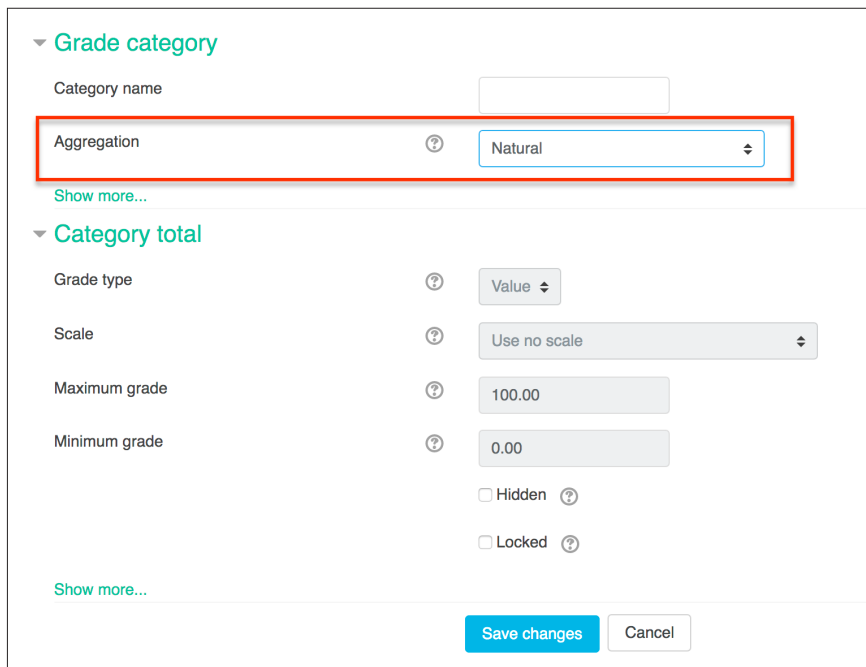 Grade category
Category name
Aggregation ? Natural
Show more...
Category total
Grade type ? Value
Scale ? Use no scale
Maximum grade ? 100.00
Minimum grade ? 0.00
Hidden ?
Locked ?
Show more...
Save changes Cancel